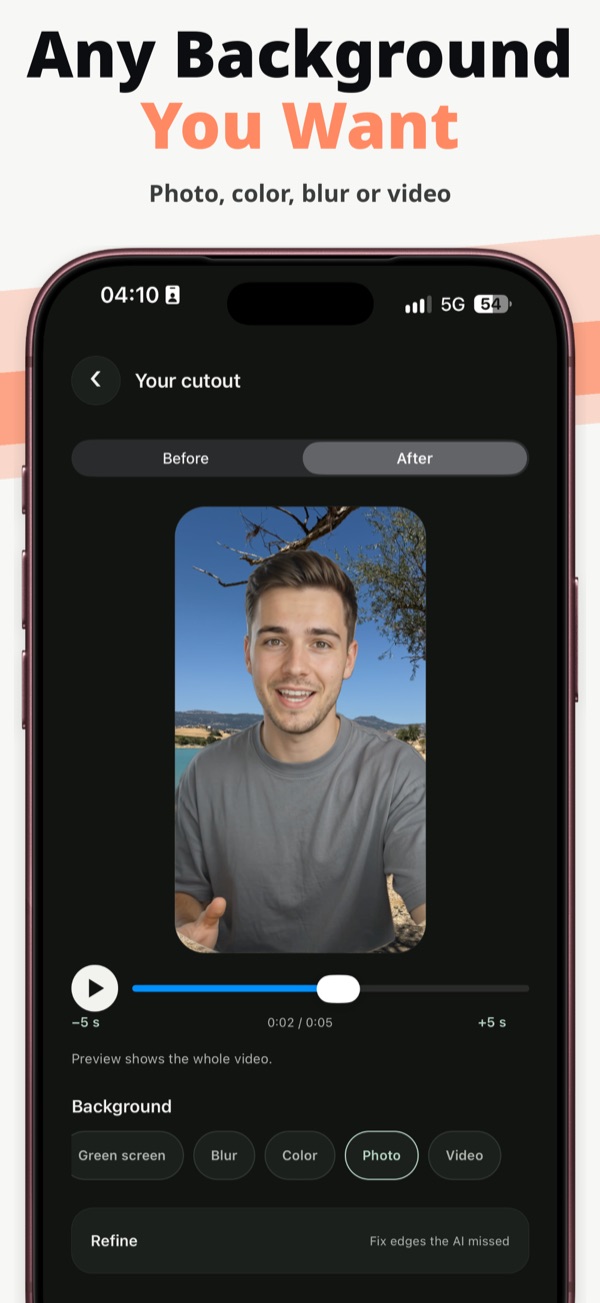 Any Background
You Want
Photo, color, blur or video
04:10
5G 54
Your cutout
Before After
−5 s 0:02 / 0:05 +5 s
Preview shows the whole video.
Background
Green screen Blur Color Photo Video
Refine Fix edges the AI missed